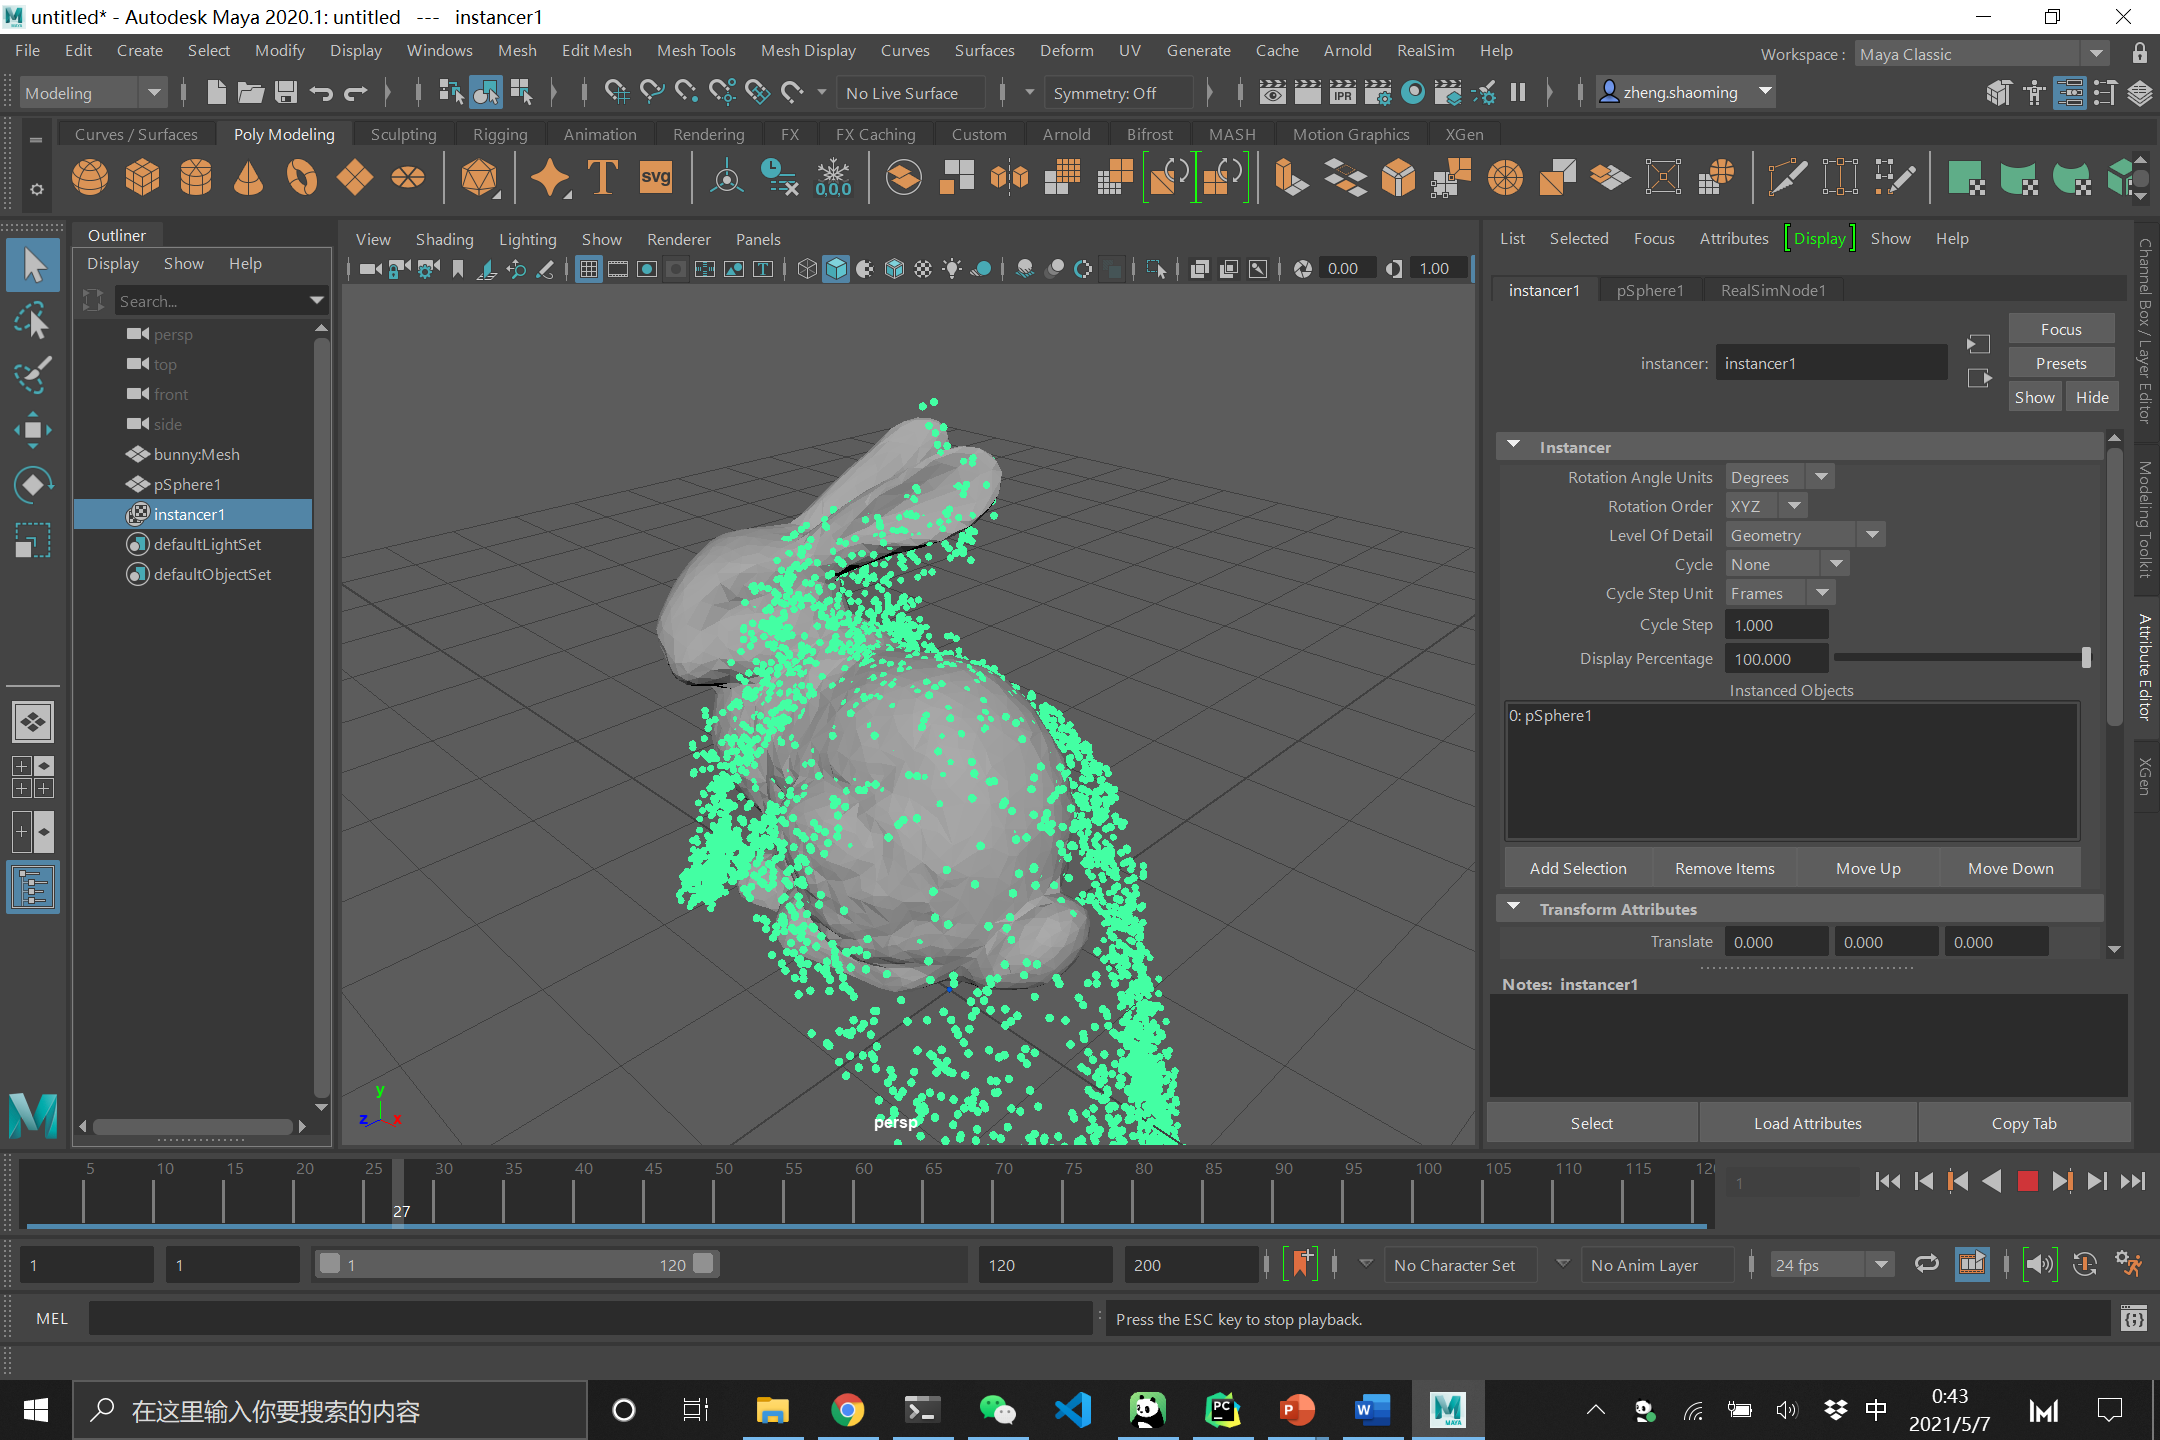 untitled* - Autodesk Maya 2020.1: untitled   ---   instancer1
File Edit Create Select Modify Display Windows Mesh Edit Mesh Mesh Tools Mesh Display Curves Surfaces Deform UV Generate Cache Arnold RealSim Help
Workspace : Maya Classic
Modeling
No Live Surface
Symmetry: Off
IPR
zheng.shaoming
Curves / Surfaces Poly Modeling Sculpting Rigging Animation Rendering FX FX Caching Custom Arnold Bifrost MASH Motion Graphics XGen
T svg 0,0,0
Outliner
Display Show Help
Search...
persp
top
front
side
bunny:Mesh
pSphere1
instancer1
defaultLightSet
defaultObjectSet
View Shading Lighting Show Renderer Panels
0.00 1.00
y
z x
persp
List Selected Focus Attributes Display Show Help
instancer1 pSphere1 RealSimNode1
Focus
instancer: instancer1
Presets
Show Hide
Instancer
Rotation Angle Units Degrees
Rotation Order XYZ
Level Of Detail Geometry
Cycle None
Cycle Step Unit Frames
Cycle Step 1.000
Display Percentage 100.000
Instanced Objects
0: pSphere1
Add Selection Remove Items Move Up Move Down
Transform Attributes
Translate 0.000 0.000 0.000
Notes: instancer1
Select Load Attributes Copy Tab
Channel Box / Layer Editor
Modeling Toolkit
Attribute Editor
XGen
5 10 15 20 25 30 35 40 45 50 55 60 65 70 75 80 85 90 95 100 105 110 115
27
1
1 1 1 120 120 200
No Character Set
No Anim Layer
24 fps
MEL
Press the ESC key to stop playback.
在这里输入你要搜索的内容
PC
P
W
MAYA
中
0:43
2021/5/7